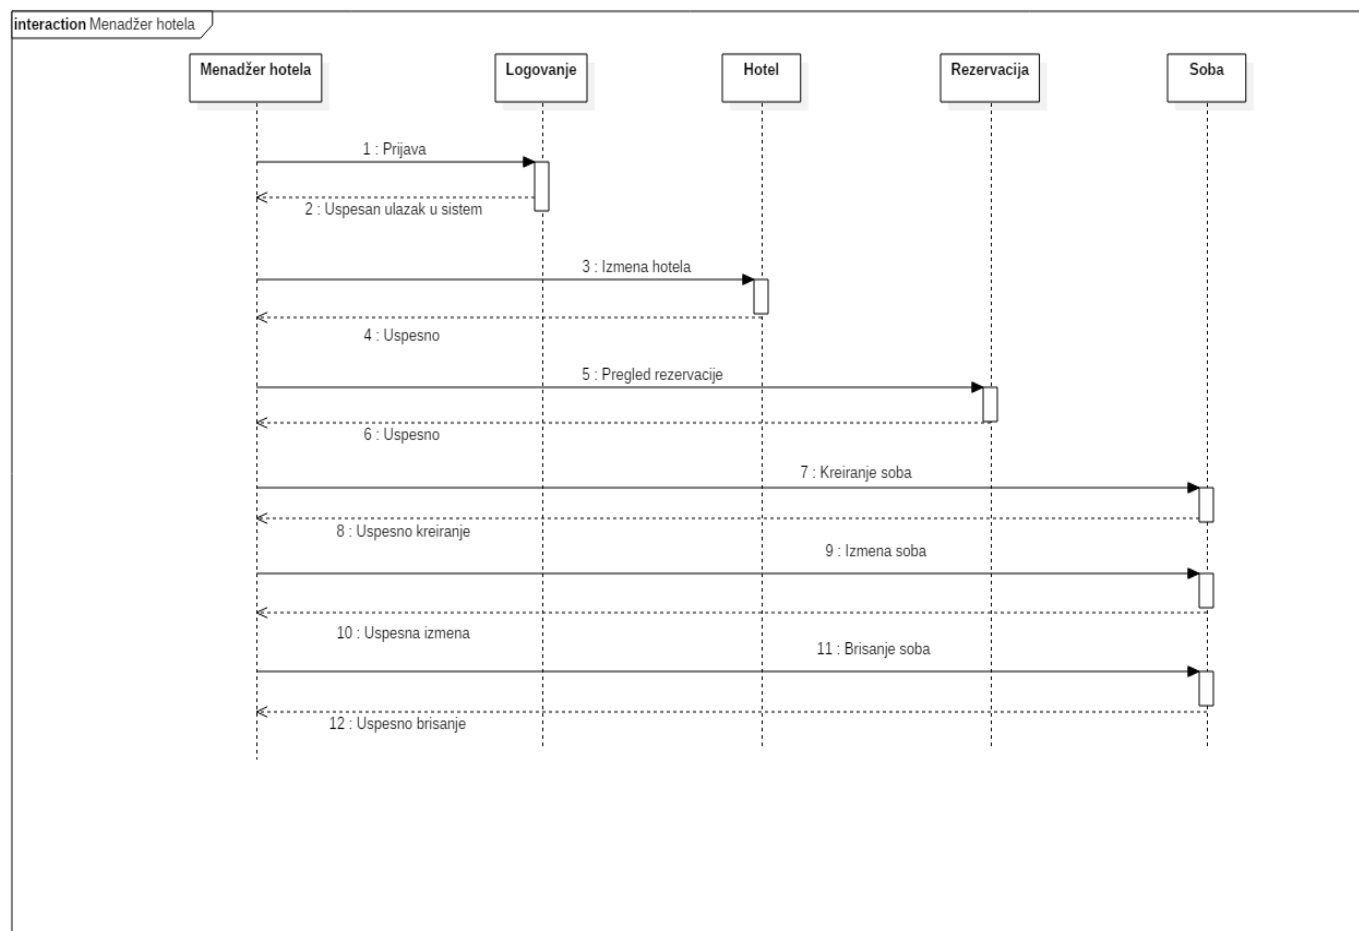 interaction Menadžer hotela
Menadžer hotela
Logovanje
Hotel
Rezervacija
Soba
1 : Prijava
2 : Uspesan ulazak u sistem
3 : Izmena hotela
4 : Uspesno
5 : Pregled rezervacije
6 : Uspesno
7 : Kreiranje soba
8 : Uspesno kreiranje
9 : Izmena soba
10 : Uspesna izmena
11 : Brisanje soba
12 : Uspesno brisanje